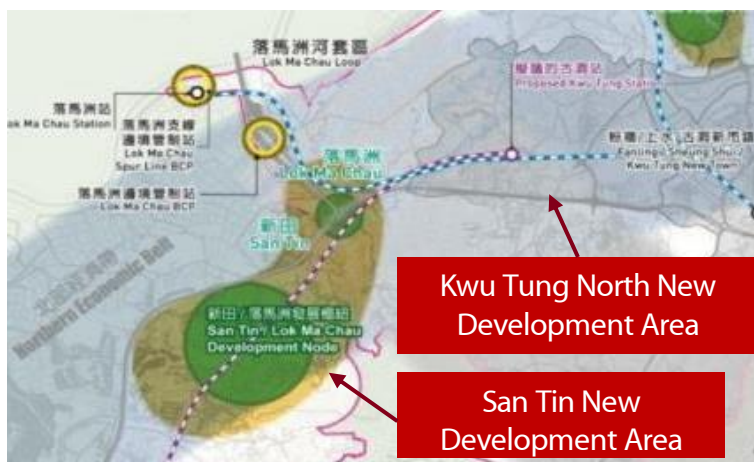 落馬洲河套區
Lok Ma Chau Loop
落馬洲站
ok Ma Chau Station
落馬洲支線
邊境管制站
Lok Ma Chau
Spur Line BCP
落馬洲邊境管制站
Lok Ma Chau BCP
擬議的古洞站
Proposed Kwu Tung Station
粉嶺/上水/古洞新市鎮
Fanling/Sheung Shui/
Kwu Tung New Town
落馬洲
Lok Ma Chau
新田
San Tin
北部經濟帶
Northern Economic Belt
新田/落馬洲發展樞紐
San Tin/Lok Ma Chau
Development Node
Kwu Tung North New
Development Area
San Tin New
Development Area